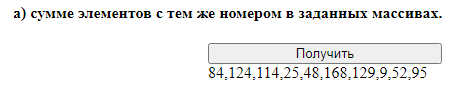 а) сумме элементов с тем же номером в заданных массивах.
Получить
84,124,114,25,48,168,129,9,52,95